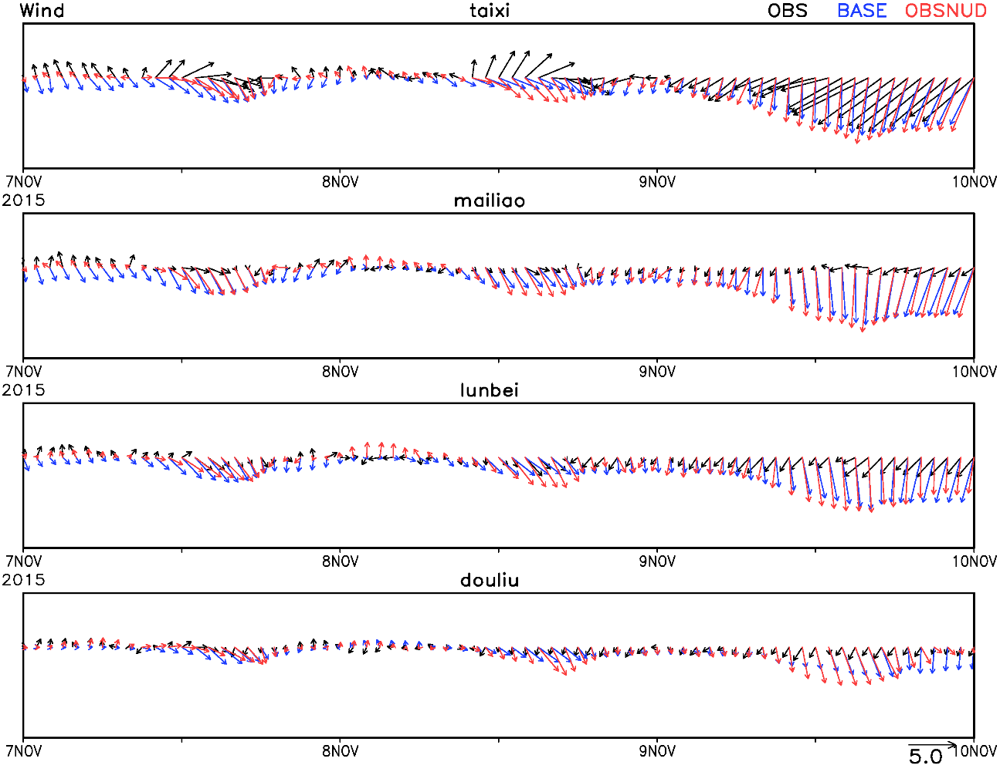 Wind taixi OBS BASE OBSNUD
7NOV 8NOV 9NOV 10NOV
2015
mailiao
7NOV 8NOV 9NOV 10NOV
2015
lunbei
7NOV 8NOV 9NOV 10NOV
2015
douliu
7NOV 8NOV 9NOV 10NOV
5.0